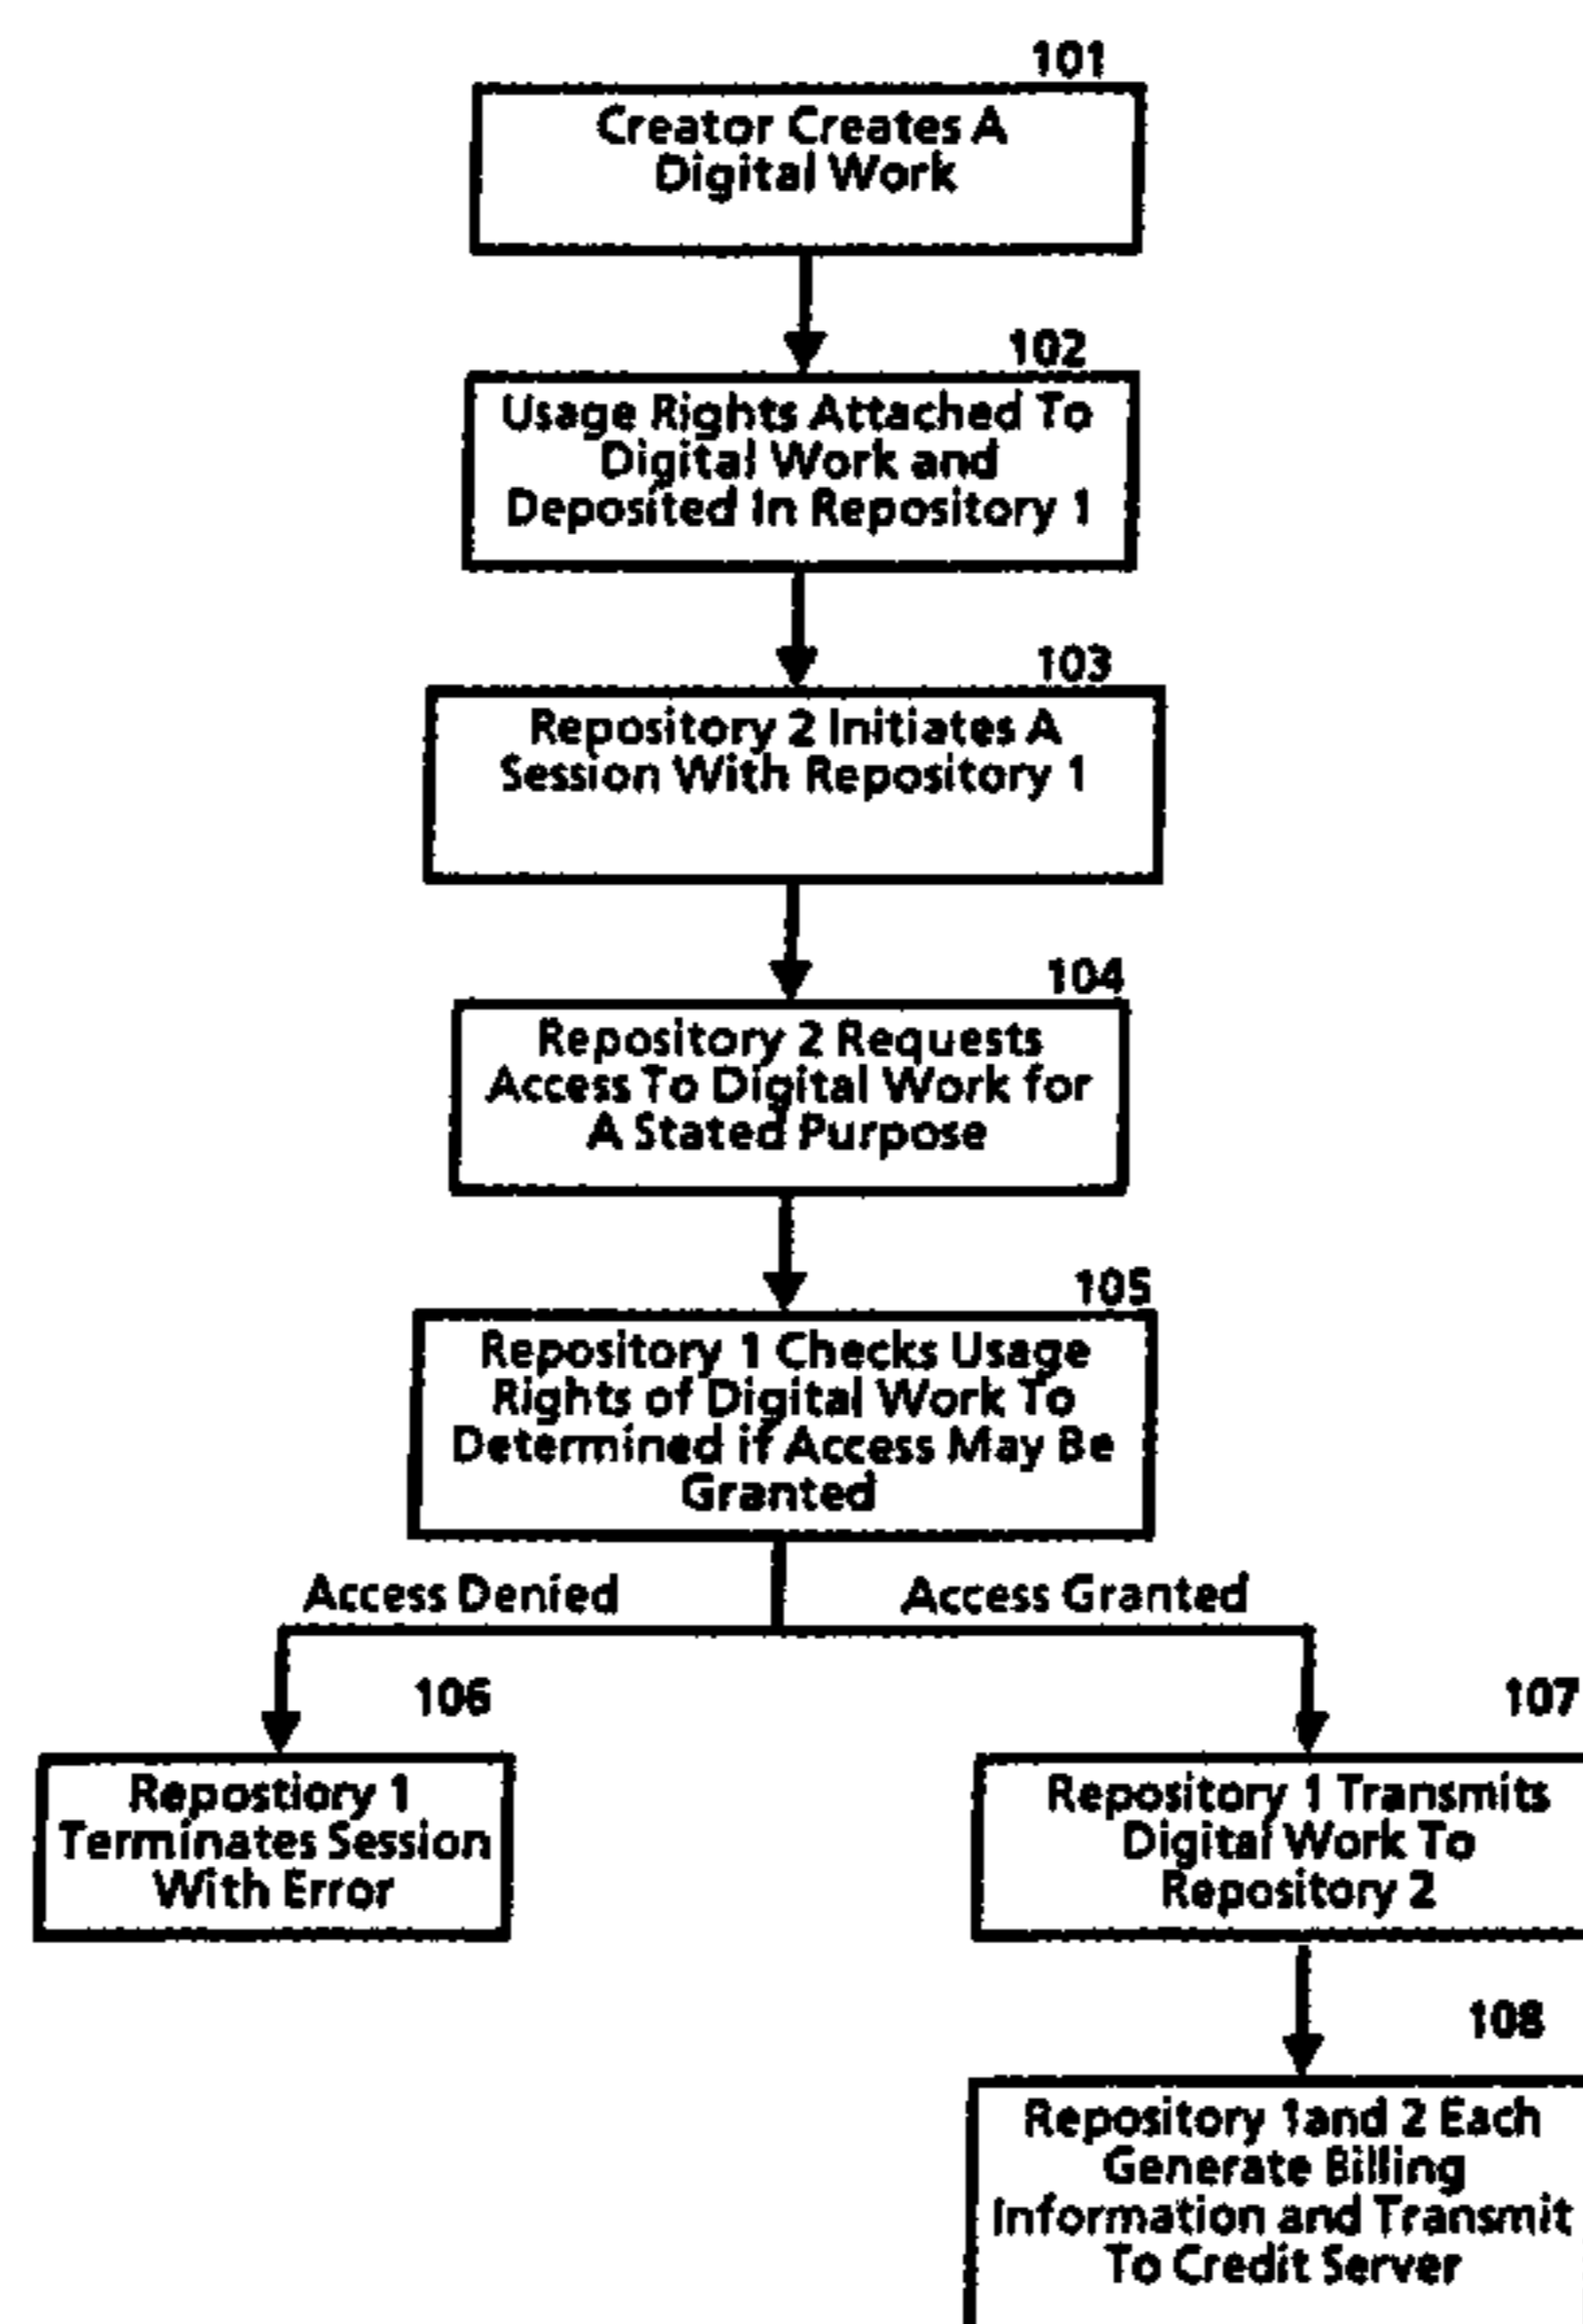 101
Creator Creates A
Digital Work
102
Usage Rights Attached To
Digital Work and
Deposited In Repository 1
103
Repository 2 Initiates A
Session With Repository 1
104
Repository 2 Requests
Access To Digital Work for
A Stated Purpose
105
Repository 1 Checks Usage
Rights of Digital Work To
Determined if Access May Be
Granted
Access Denied
Access Granted
106
Repostiory 1
Terminates Session
With Error
107
Repository 1 Transmits
Digital Work To
Repository 2
108
Repository 1and 2 Each
Generate Billing
Information and Transmit
To Credit Server